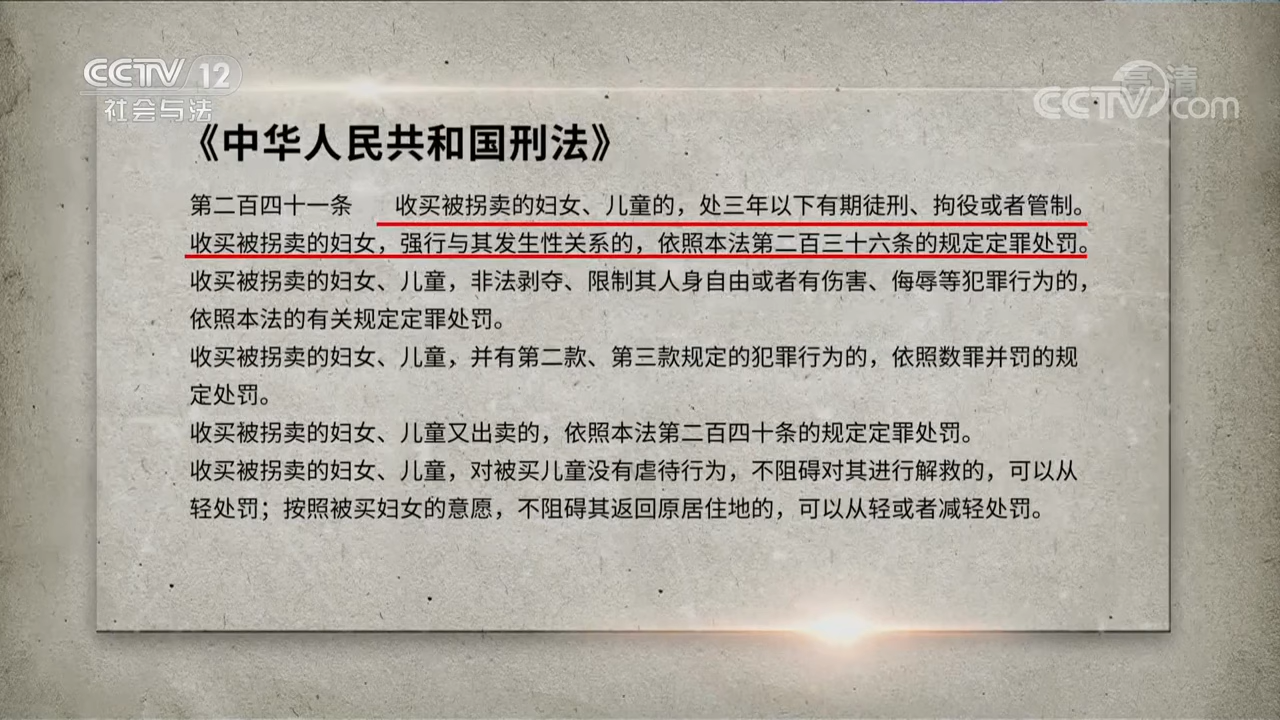 CCTV 12
社会与法
高清
CCTV.com
《中华人民共和国刑法》
第二百四十一条 收买被拐卖的妇女、儿童的，处三年以下有期徒刑、拘役或者管制。
收买被拐卖的妇女，强行与其发生性关系的，依照本法第二百三十六条的规定定罪处罚。
收买被拐卖的妇女、儿童，非法剥夺、限制其人身自由或者有伤害、侮辱等犯罪行为的，
依照本法的有关规定定罪处罚。
收买被拐卖的妇女、儿童，并有第二款、第三款规定的犯罪行为的，依照数罪并罚的规
定处罚。
收买被拐卖的妇女、儿童又出卖的，依照本法第二百四十条的规定定罪处罚。
收买被拐卖的妇女、儿童，对被买儿童没有虐待行为，不阻碍对其进行解救的，可以从
轻处罚；按照被买妇女的意愿，不阻碍其返回原居住地的，可以从轻或者减轻处罚。